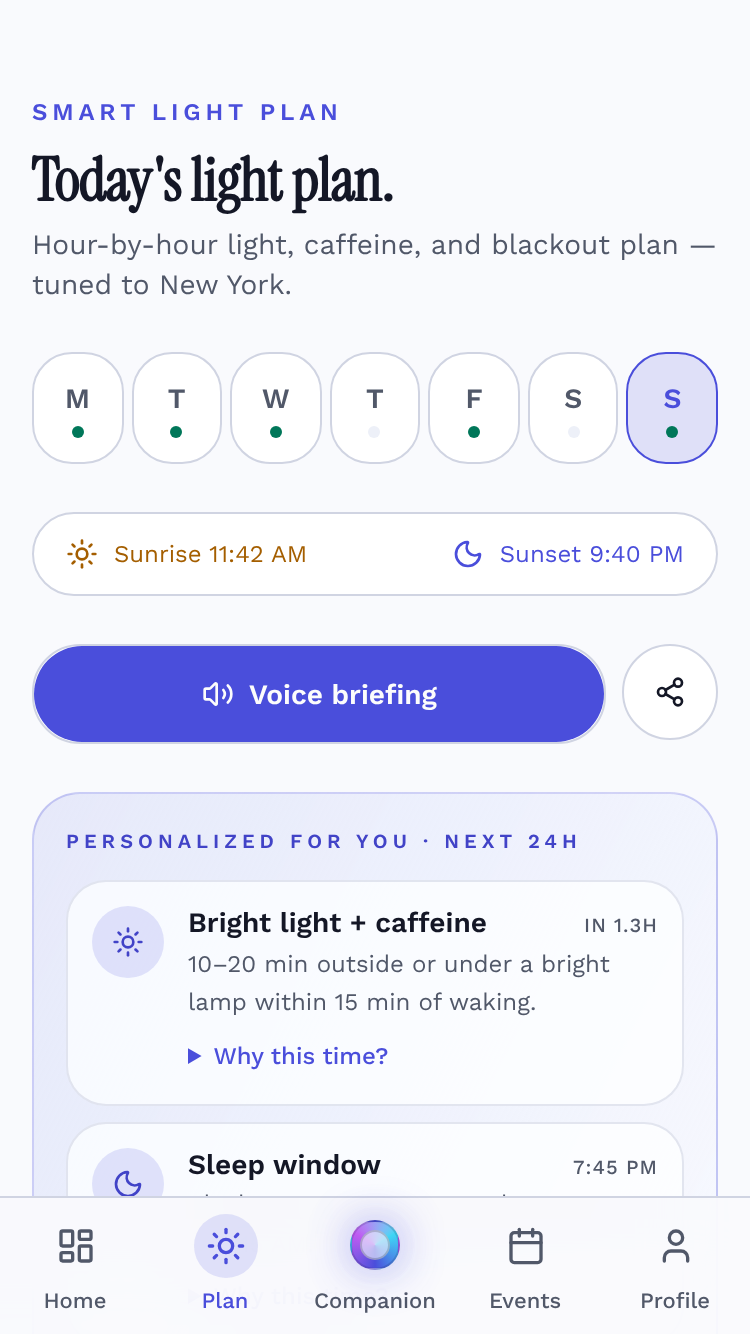 SMART LIGHT PLAN
Today's light plan.
Hour-by-hour light, caffeine, and blackout plan —
tuned to New York.
M T W T F S S
Sunrise 11:42 AM Sunset 9:40 PM
Voice briefing
PERSONALIZED FOR YOU · NEXT 24H
Bright light + caffeine IN 1.3H
10–20 min outside or under a bright
lamp within 15 min of waking.
Why this time?
Sleep window 7:45 PM
Home Plan Companion Events Profile